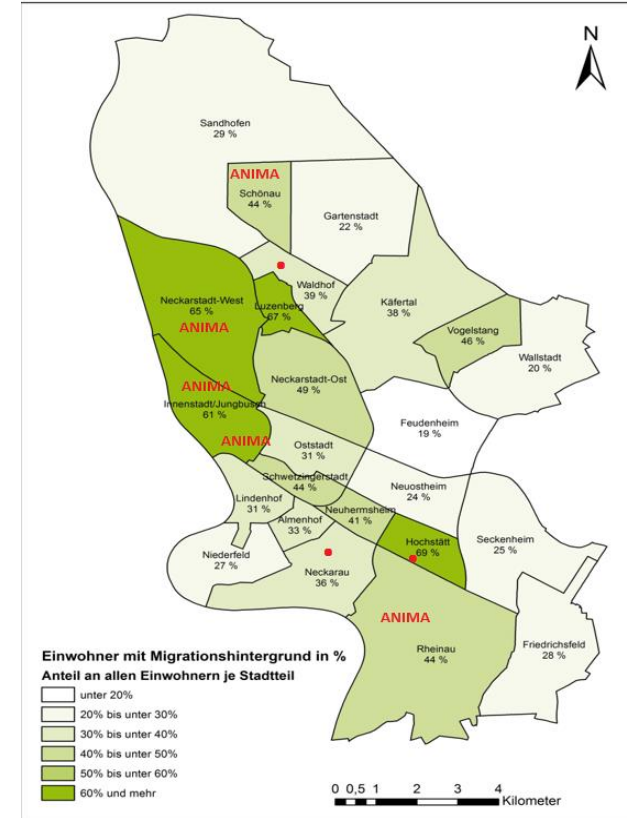 N
Sandhofen
29 %
ANIMA
Schönau
44 %
Gartenstadt
22 %
Waldhof
39 %
Käfertal
38 %
Neckarstadt-West
65 %
ANIMA
Luzenberg
67 %
Vogelstang
46 %
Wallstadt
20 %
Neckarstadt-Ost
49 %
ANIMA
Innenstadt/Jungbusch
61 %
Feudenheim
19 %
ANIMA
Oststadt
31 %
Schwetzingerstadt
44 %
Neuostheim
24 %
Lindenhof
31 %
Almenhof
33 %
Neuhermsheim
41 %
Hochstätt
69 %
Seckenheim
25 %
Niederfeld
27 %
Neckarau
36 %
ANIMA
Rheinau
44 %
Friedrichsfeld
28 %
Einwohner mit Migrationshintergrund in %
Anteil an allen Einwohnern je Stadtteil
unter 20%
20% bis unter 30%
30% bis unter 40%
40% bis unter 50%
50% bis unter 60%
60% und mehr
0 0,5 1 2 3 4
Kilometer